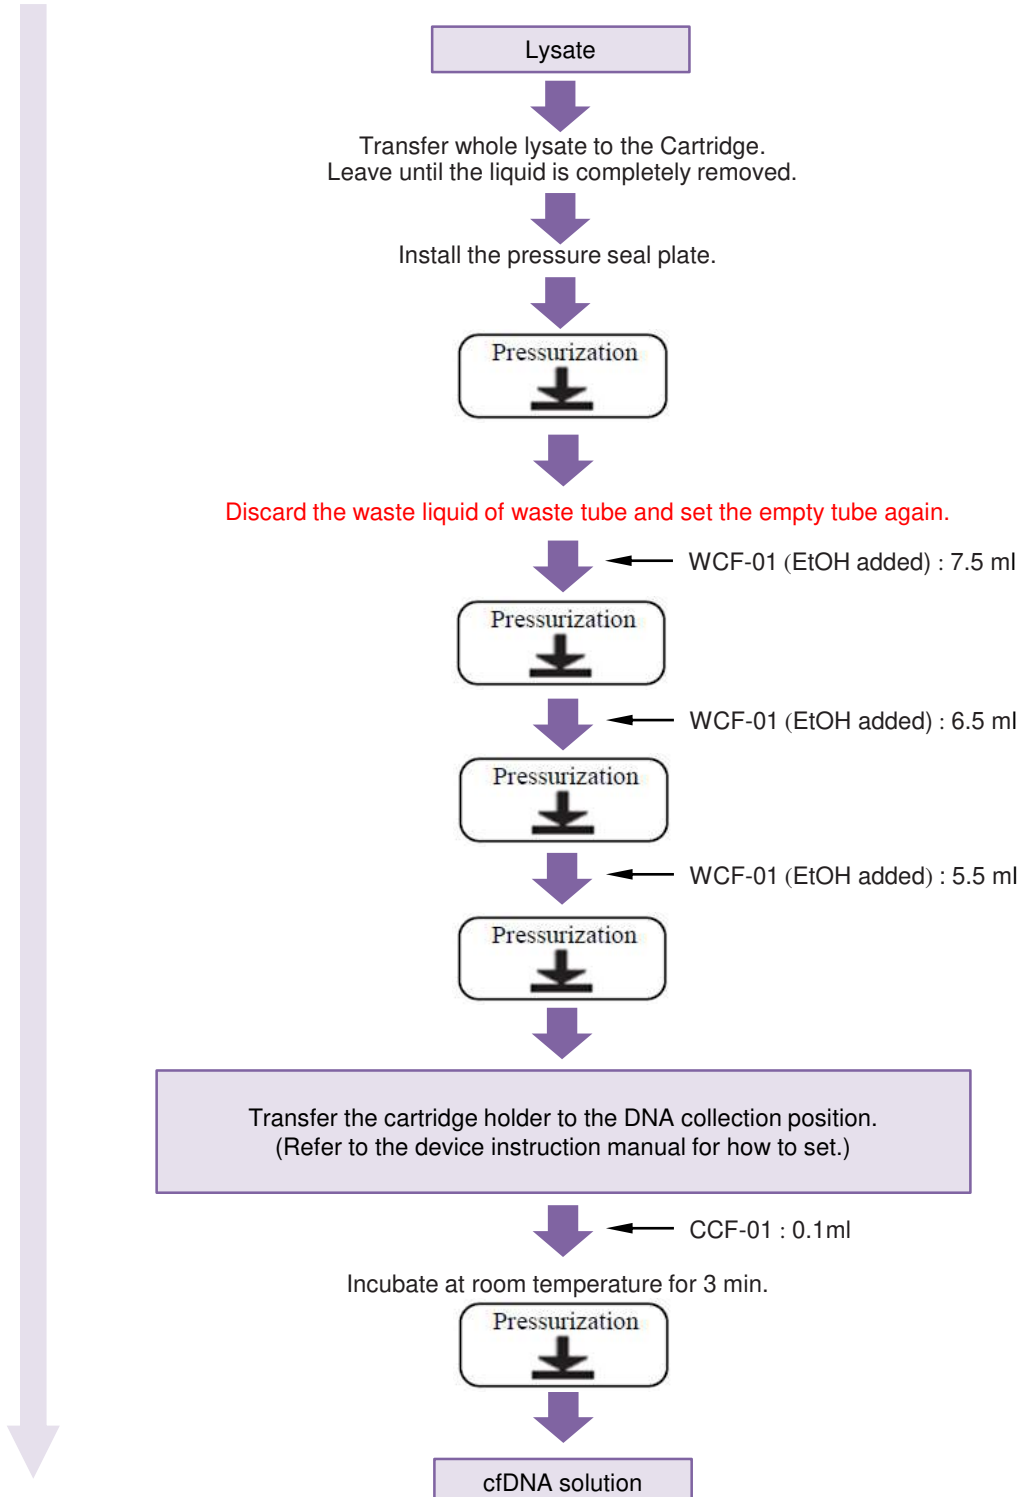 Lysate
Transfer whole lysate to the Cartridge.
Leave until the liquid is completely removed.
Install the pressure seal plate.
Pressurization
Discard the waste liquid of waste tube and set the empty tube again.
WCF-01 (EtOH added) : 7.5 ml
Pressurization
WCF-01 (EtOH added) : 6.5 ml
Pressurization
WCF-01 (EtOH added) : 5.5 ml
Pressurization
Transfer the cartridge holder to the DNA collection position.
(Refer to the device instruction manual for how to set.)
CCF-01 : 0.1ml
Incubate at room temperature for 3 min.
Pressurization
cfDNA solution